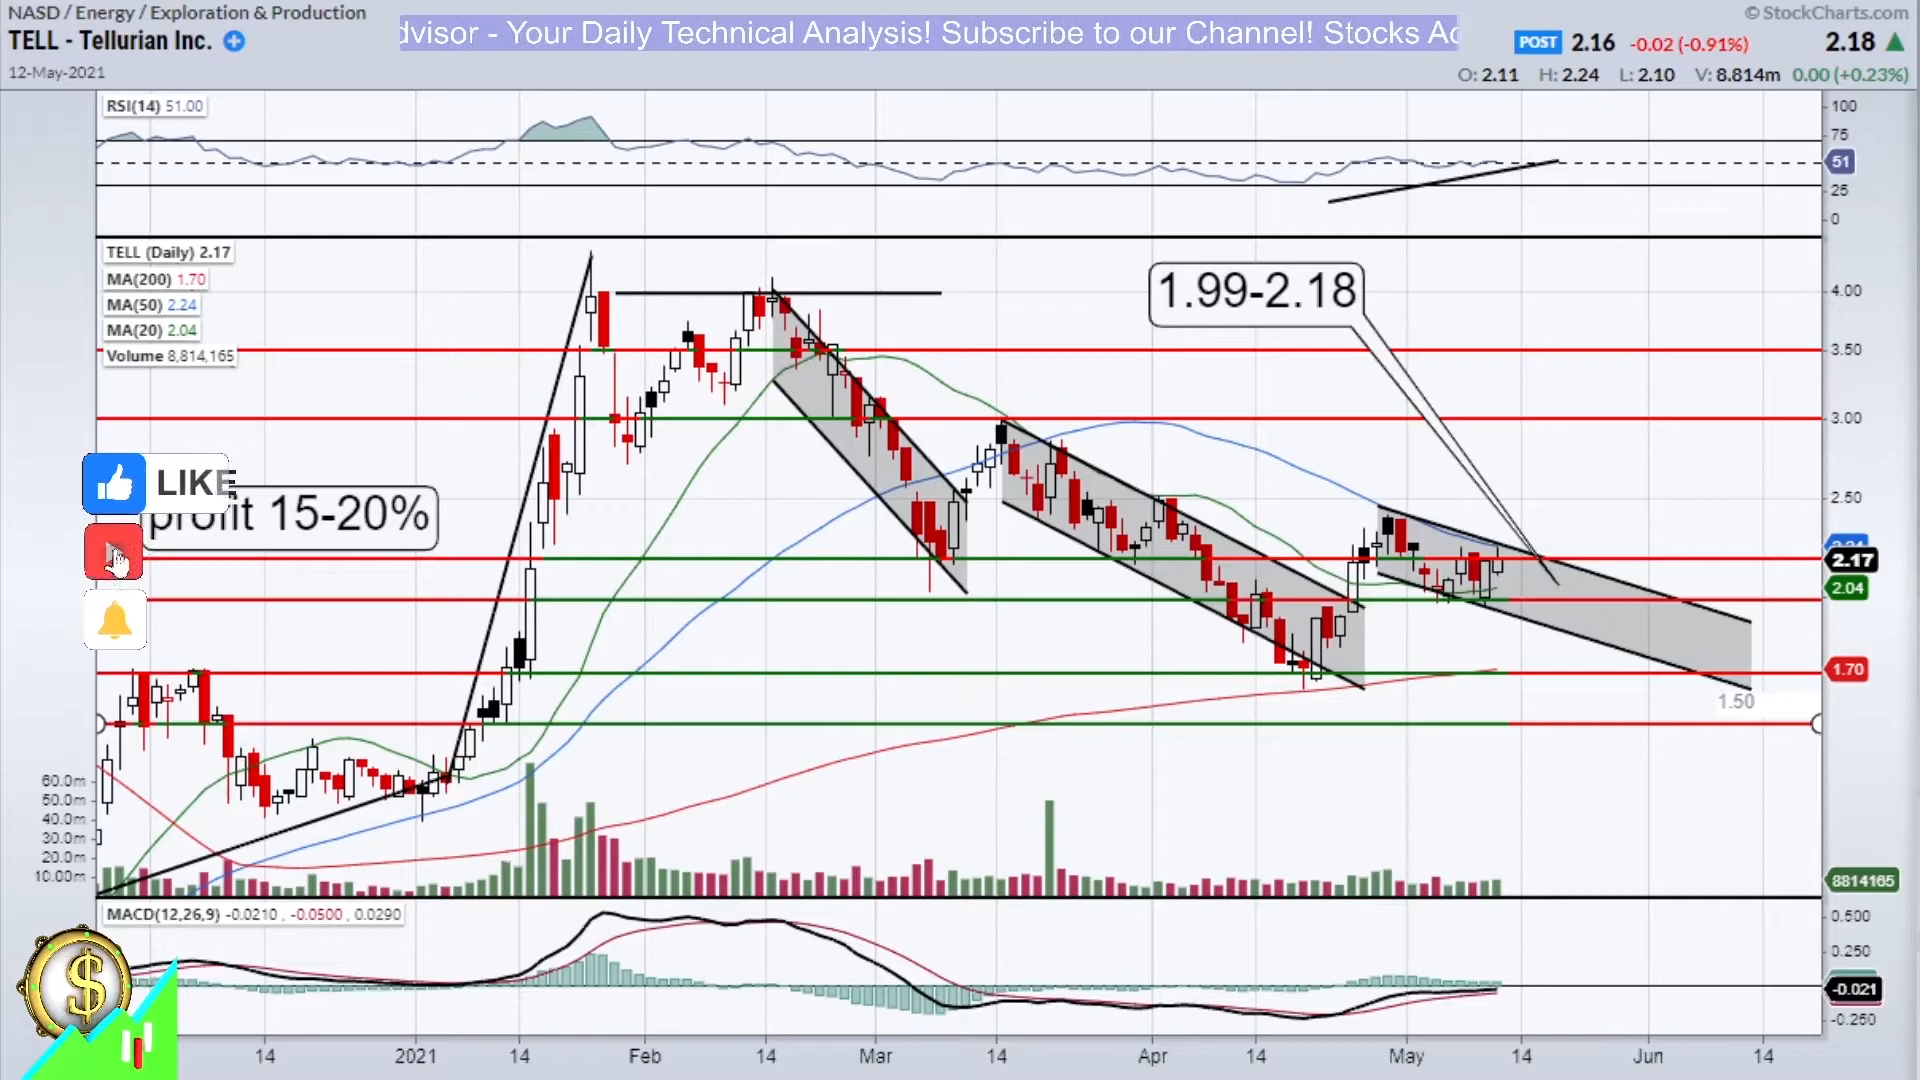 NASD / Energy / Exploration & Production
© StockCharts.com
TELL - Tellurian Inc.
dvisor - Your Daily Technical Analysis! Subscribe to our Channel! Stocks Ad
POST 2.16 -0.02 (-0.91%) 2.18
12-May-2021
O: 2.11 H: 2.24 L: 2.10 V: 8.814m 0.00 (+0.23%)
RSI(14) 51.00
100
75
51
25
0
TELL (Daily) 2.17
MA(200) 1.70
MA(50) 2.24
MA(20) 2.04
Volume 8,814,165
1.99-2.18
4.00
3.50
3.00
2.50
2.17
2.04
1.70
1.50
LIKE
profit 15-20%
60.0m
50.0m
40.0m
30.0m
20.0m
10.00m
8814165
MACD(12,26,9) -0.0210 , -0.0500 , 0.0290
0.500
0.250
-0.021
-0.250
14 2021 14 Feb 14 Mar 14 Apr 14 May 14 Jun 14
$